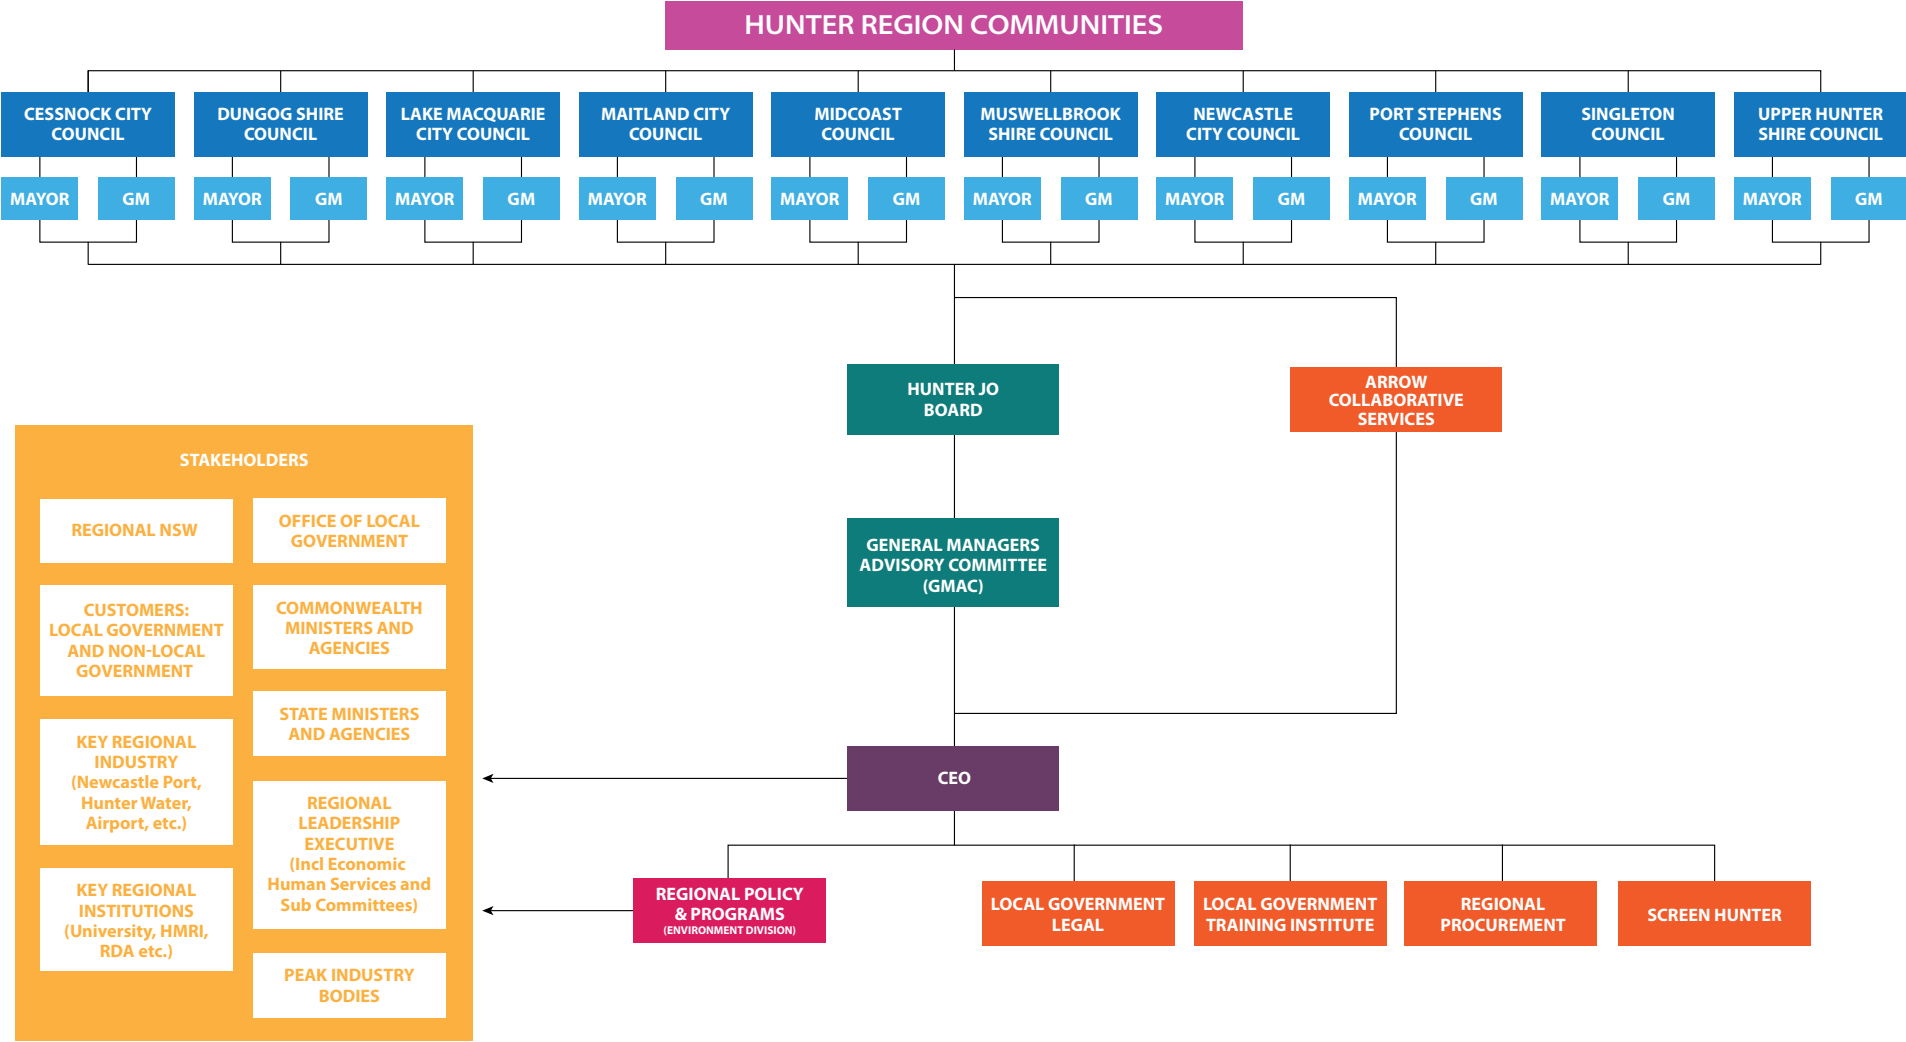 HUNTER REGION COMMUNITIES
CESSNOCK CITY
COUNCIL
DUNGOG SHIRE
COUNCIL
LAKE MACQUARIE
CITY COUNCIL
MAITLAND CITY
COUNCIL
MIDCOAST
COUNCIL
MUSWELLBROOK
SHIRE COUNCIL
NEWCASTLE
CITY COUNCIL
PORT STEPHENS
COUNCIL
SINGLETON
COUNCIL
UPPER HUNTER
SHIRE COUNCIL
MAYOR
GM
MAYOR
GM
MAYOR
GM
MAYOR
GM
MAYOR
GM
MAYOR
GM
MAYOR
GM
MAYOR
GM
MAYOR
GM
MAYOR
GM
HUNTER JO
BOARD
ARROW
COLLABORATIVE
SERVICES
GENERAL MANAGERS
ADVISORY COMMITTEE
(GMAC)
CEO
STAKEHOLDERS
REGIONAL NSW
CUSTOMERS:
LOCAL GOVERNMENT
AND NON-LOCAL
GOVERNMENT
KEY REGIONAL
INDUSTRY
(Newcastle Port,
Hunter Water,
Airport, etc.)
KEY REGIONAL
INSTITUTIONS
(University, HMRI,
RDA etc.)
OFFICE OF LOCAL
GOVERNMENT
COMMONWEALTH
MINISTERS AND
AGENCIES
STATE MINISTERS
AND AGENCIES
REGIONAL
LEADERSHIP
EXECUTIVE
(Incl Economic
Human Services and
Sub Committees)
PEAK INDUSTRY
BODIES
REGIONAL POLICY
& PROGRAMS
(ENVIRONMENT DIVISION)
LOCAL GOVERNMENT
LEGAL
LOCAL GOVERNMENT
TRAINING INSTITUTE
REGIONAL
PROCUREMENT
SCREEN HUNTER